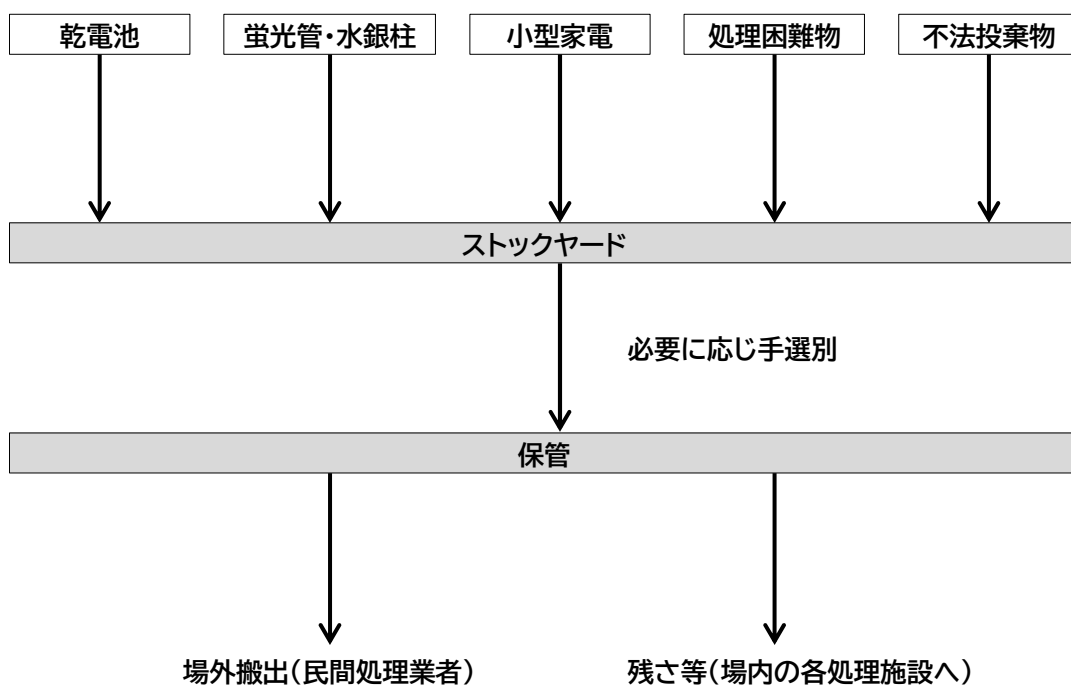 乾電池
蛍光管・水銀柱
小型家電
処理困難物
不法投棄物
ストックヤード
必要に応じ手選別
保管
場外搬出(民間処理業者)
残さ等(場内の各処理施設へ)